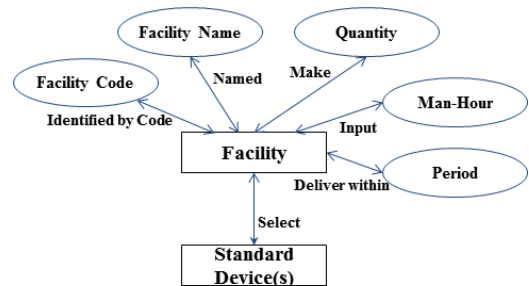 Facility Name
Quantity
Facility Code
Named
Make
Man-Hour
Identified by Code
Input
Facility
Period
Deliver within
Select
Standard
Device(s)